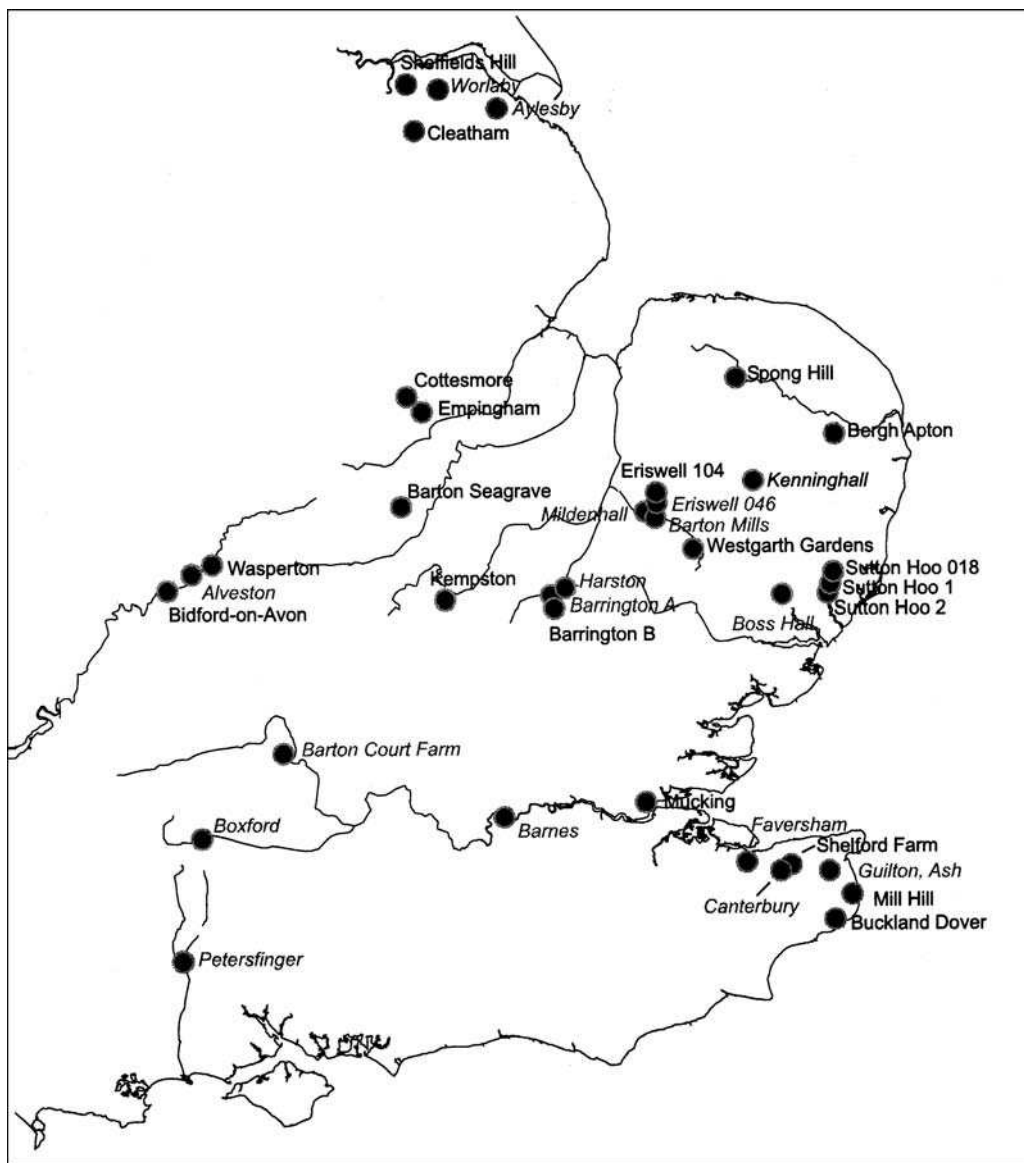 Sheffields Hill
Worlaby
Aylesby
Cleatham
Cottesmore
Empingham
Spong Hill
Bergh Apton
Eriswell 104
Kenninghall
Barton Seagrave
Eriswell 046
Mildenhall
Barton Mills
Westgarth Gardens
Wasperton
Alveston
Bidford-on-Avon
Kempston
Harston
Barrington A
Barrington B
Sutton Hoo 018
Sutton Hoo 1
Sutton Hoo 2
Boss Hall
Barton Court Farm
Mucking
Boxford
Barnes
Faversham
Shelford Farm
Guilton, Ash
Canterbury
Mill Hill
Buckland Dover
Petersfinger